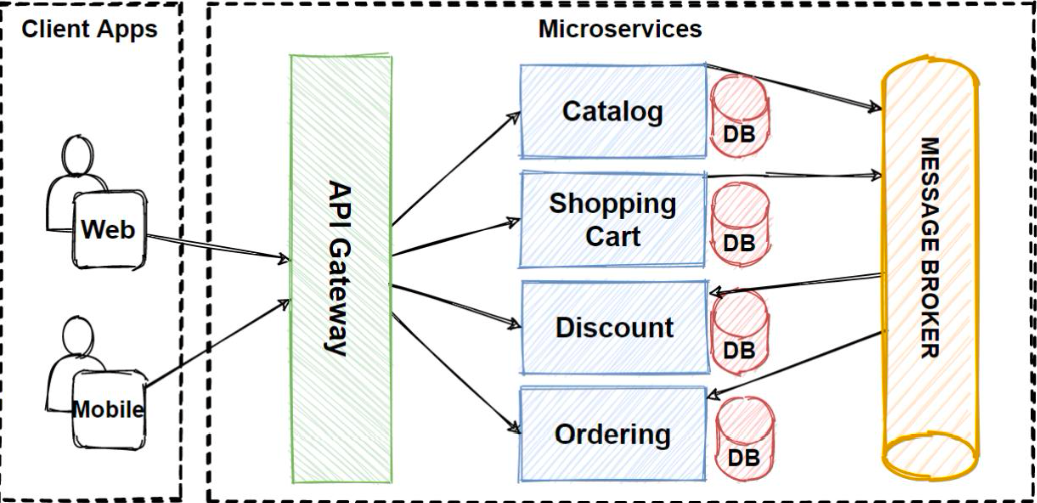 Client Apps
Microservices
Web
Mobile
API Gateway
Catalog
DB
Shopping
Cart
DB
Discount
DB
Ordering
DB
MESSAGE BROKER